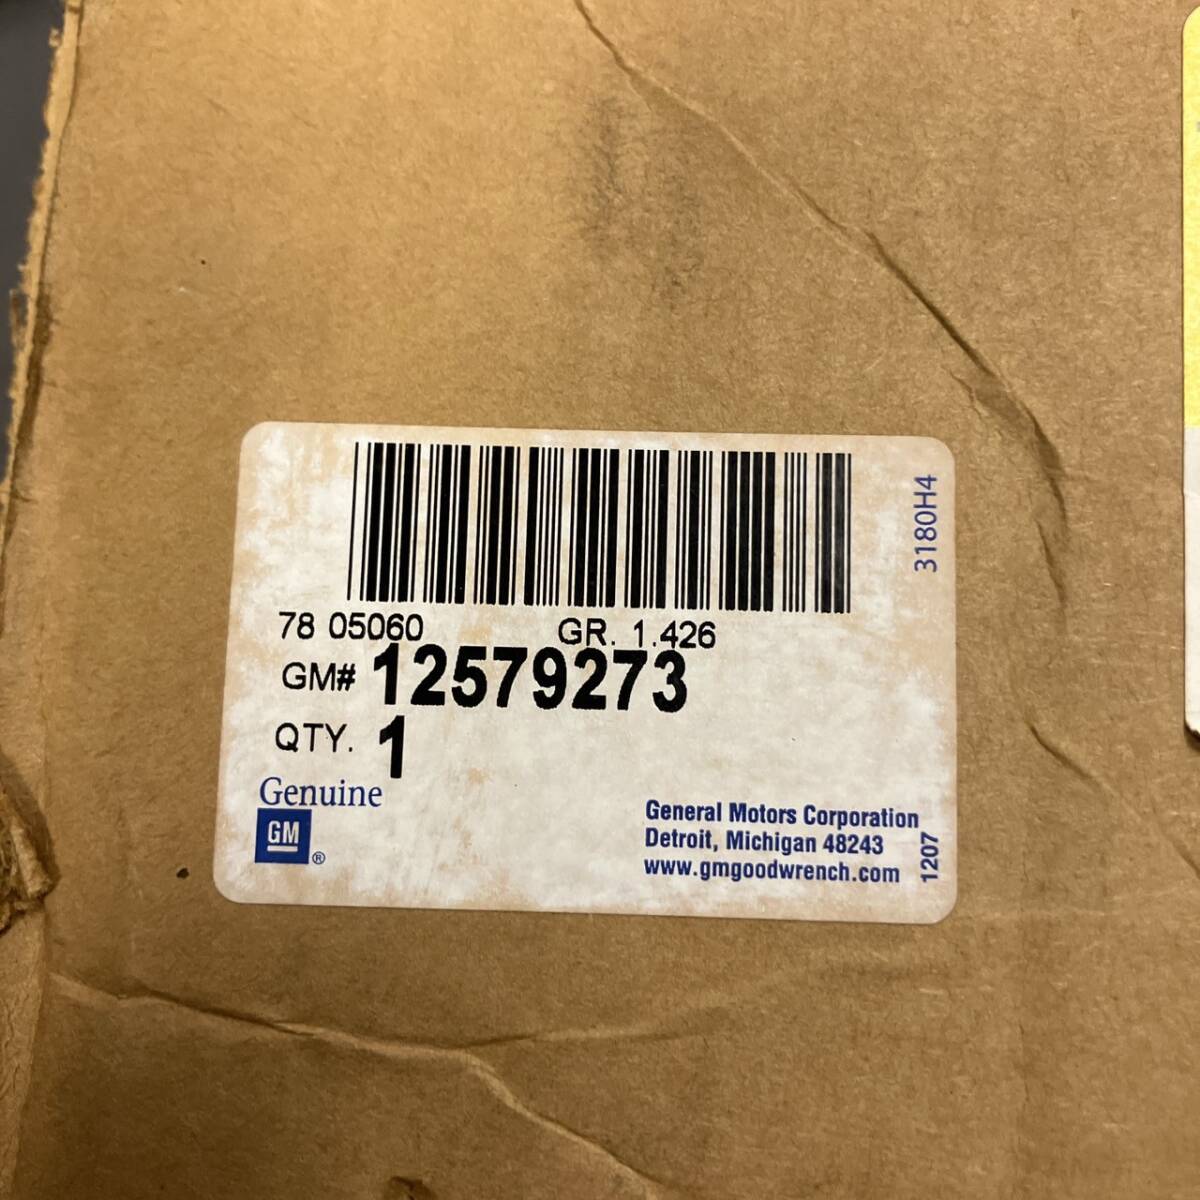 3180H4
78 05060 GR. 1.426
GM# 12579273
QTY. 1
Genuine
GM ®
General Motors Corporation
Detroit, Michigan 48243
www.gmgoodwrench.com
1207